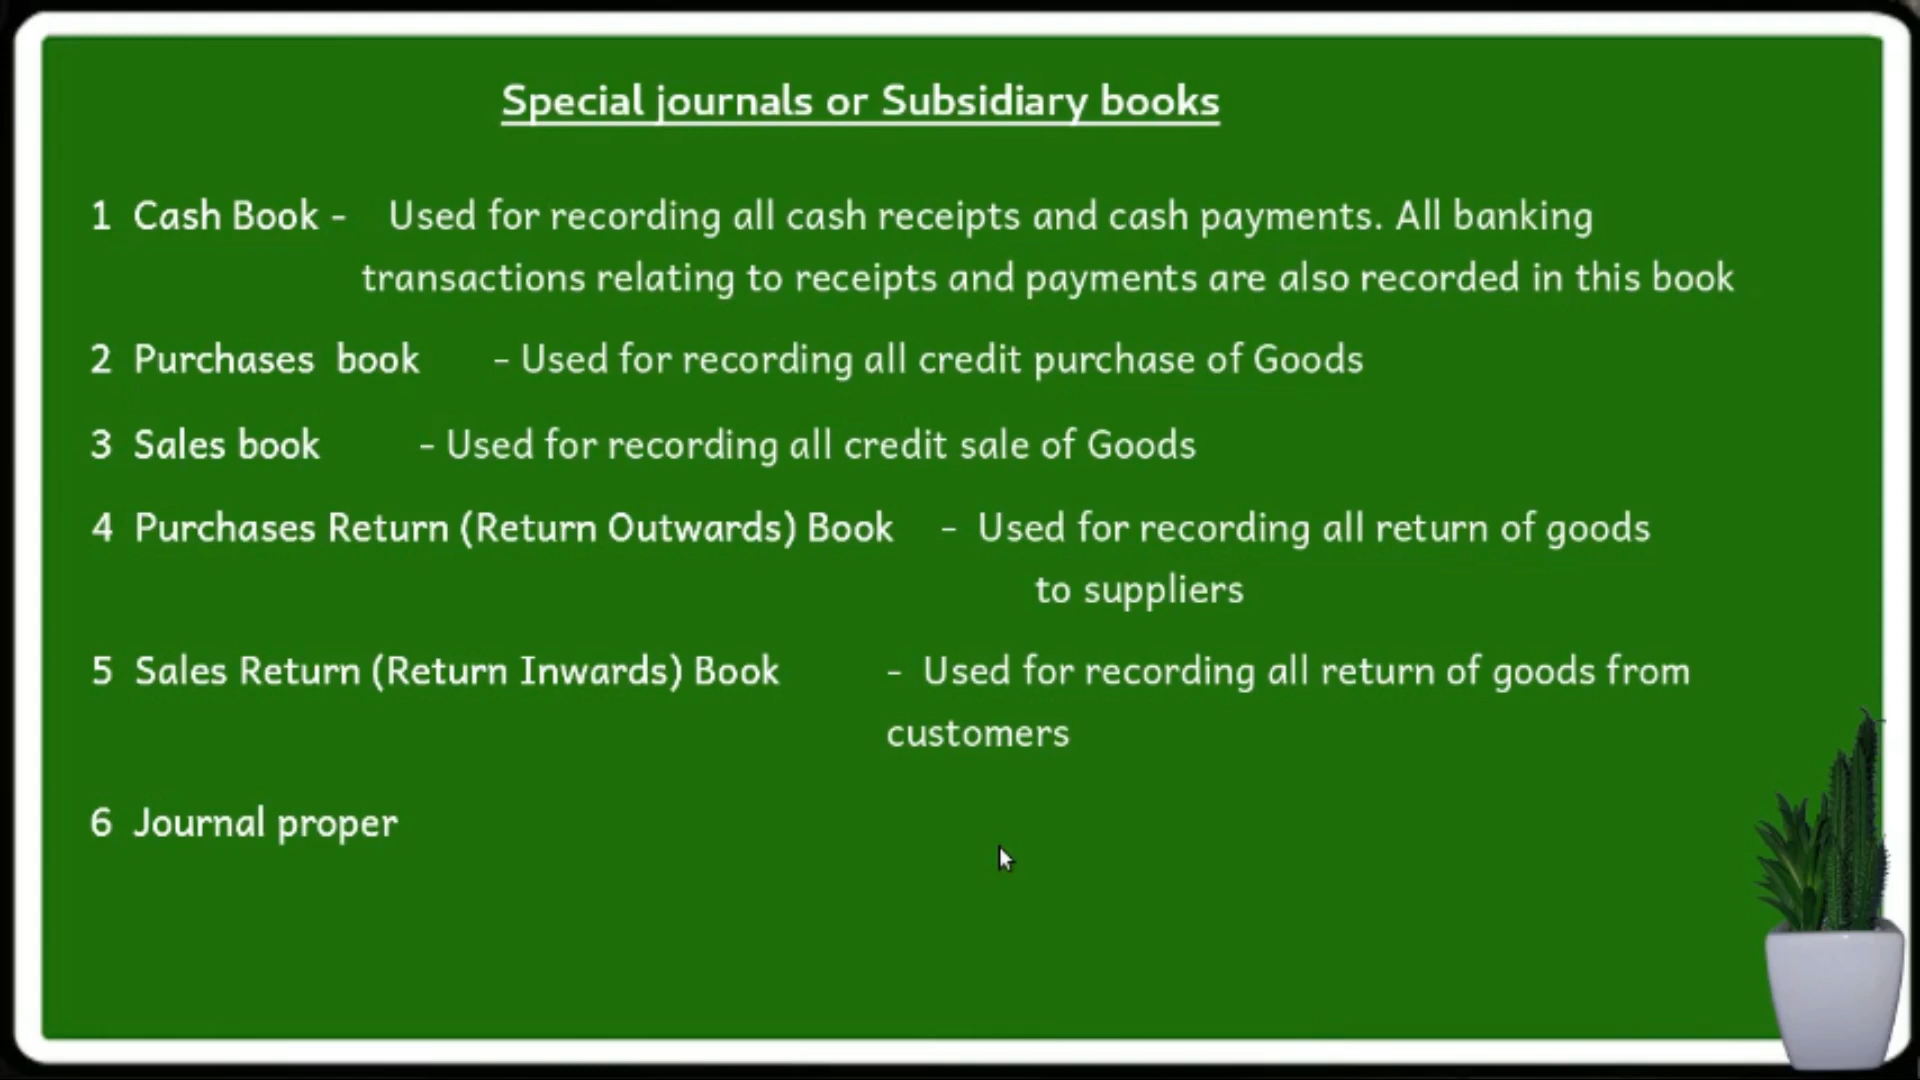 Special journals or Subsidiary books
1 Cash Book - Used for recording all cash receipts and cash payments. All banking
transactions relating to receipts and payments are also recorded in this book
2 Purchases book - Used for recording all credit purchase of Goods
3 Sales book - Used for recording all credit sale of Goods
4 Purchases Return (Return Outwards) Book - Used for recording all return of goods
to suppliers
5 Sales Return (Return Inwards) Book - Used for recording all return of goods from
customers
6 Journal proper